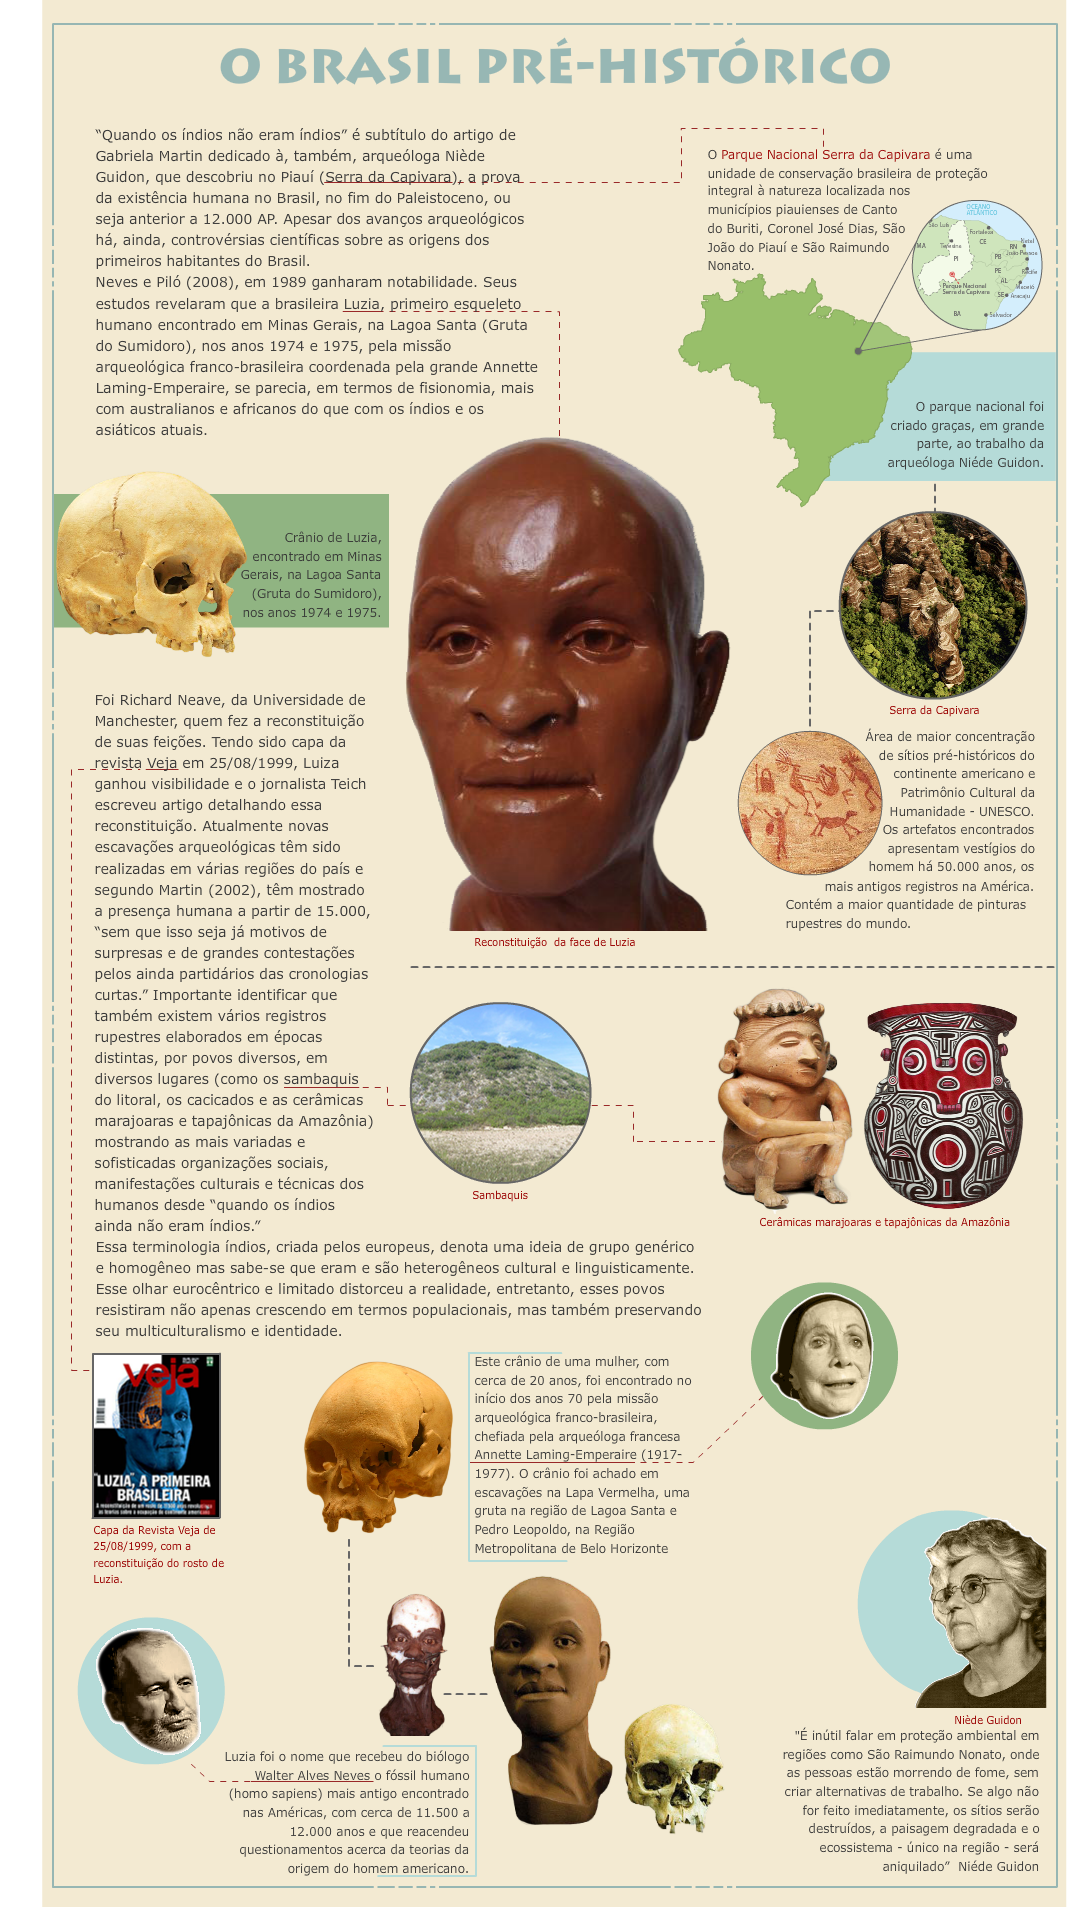 O BRASIL PRÉ-HISTÓRICO
“Quando os índios não eram índios” é subtítulo do artigo de
Gabriela Martin dedicado à, também, arqueóloga Niède
Guidon, que descobriu no Piauí (Serra da Capivara), a prova
da existência humana no Brasil, no fim do Paleistoceno, ou
seja anterior a 12.000 AP. Apesar dos avanços arqueológicos
há, ainda, controvérsias científicas sobre as origens dos
primeiros habitantes do Brasil.
Neves e Piló (2008), em 1989 ganharam notabilidade. Seus
estudos revelaram que a brasileira Luzia, primeiro esqueleto
humano encontrado em Minas Gerais, na Lagoa Santa (Gruta
do Sumidoro), nos anos 1974 e 1975, pela missão
arqueológica franco-brasileira coordenada pela grande Annette
Laming-Emperaire, se parecia, em termos de fisionomia, mais
com australianos e africanos do que com os índios e os
asiáticos atuais.
O Parque Nacional Serra da Capivara é uma
unidade de conservação brasileira de proteção
integral à natureza localizada nos
municípios piauienses de Canto
do Buriti, Coronel José Dias, São
João do Piauí e São Raimundo
Nonato.
OCEANO
ATLÂNTICO
São Luís
Fortaleza
MA
Teresina
CE
RN
Natal
João Pessoa
PI
PB
PE
Recife
AL
Maceió
Parque Nacional
Serra da Capivara
SE
Aracaju
BA
Salvador
O parque nacional foi
criado graças, em grande
parte, ao trabalho da
arqueóloga Niéde Guidon.
Crânio de Luzia,
encontrado em Minas
Gerais, na Lagoa Santa
(Gruta do Sumidoro),
nos anos 1974 e 1975.
Serra da Capivara
Área de maior concentração
de sítios pré-históricos do
continente americano e
Patrimônio Cultural da
Humanidade - UNESCO.
Os artefatos encontrados
apresentam vestígios do
homem há 50.000 anos, os
mais antigos registros na América.
Contém a maior quantidade de pinturas
rupestres do mundo.
Reconstituição da face de Luzia
Foi Richard Neave, da Universidade de
Manchester, quem fez a reconstituição
de suas feições. Tendo sido capa da
revista Veja em 25/08/1999, Luiza
ganhou visibilidade e o jornalista Teich
escreveu artigo detalhando essa
reconstituição. Atualmente novas
escavações arqueológicas têm sido
realizadas em várias regiões do país e
segundo Martin (2002), têm mostrado
a presença humana a partir de 15.000,
“sem que isso seja já motivos de
surpresas e de grandes contestações
pelos ainda partidários das cronologias
curtas.” Importante identificar que
também existem vários registros
rupestres elaborados em épocas
distintas, por povos diversos, em
diversos lugares (como os sambaquis
do litoral, os cacicados e as cerâmicas
marajoaras e tapajônicas da Amazônia)
mostrando as mais variadas e
sofisticadas organizações sociais,
manifestações culturais e técnicas dos
humanos desde “quando os índios
ainda não eram índios.”
Essa terminologia índios, criada pelos europeus, denota uma ideia de grupo genérico
e homogêneo mas sabe-se que eram e são heterogêneos cultural e linguisticamente.
Esse olhar eurocêntrico e limitado distorceu a realidade, entretanto, esses povos
resistiram não apenas crescendo em termos populacionais, mas também preservando
seu multiculturalismo e identidade.
Sambaquis
Cerâmicas marajoaras e tapajônicas da Amazônia
veja
"LUZIA", A PRIMEIRA
BRASILEIRA
Capa da Revista Veja de
25/08/1999, com a
reconstituição do rosto de
Luzia.
Este crânio de uma mulher, com
cerca de 20 anos, foi encontrado no
início dos anos 70 pela missão
arqueológica franco-brasileira,
chefiada pela arqueóloga francesa
Annette Laming-Emperaire (1917-
1977). O crânio foi achado em
escavações na Lapa Vermelha, uma
gruta na região de Lagoa Santa e
Pedro Leopoldo, na Região
Metropolitana de Belo Horizonte
Luzia foi o nome que recebeu do biólogo
Walter Alves Neves o fóssil humano
(homo sapiens) mais antigo encontrado
nas Américas, com cerca de 11.500 a
12.000 anos e que reacendeu
questionamentos acerca da teorias da
origem do homem americano.
Niède Guidon
"É inútil falar em proteção ambiental em
regiões como São Raimundo Nonato, onde
as pessoas estão morrendo de fome, sem
criar alternativas de trabalho. Se algo não
for feito imediatamente, os sítios serão
destruídos, a paisagem degradada e o
ecossistema - único na região - será
aniquilado” Niéde Guidon